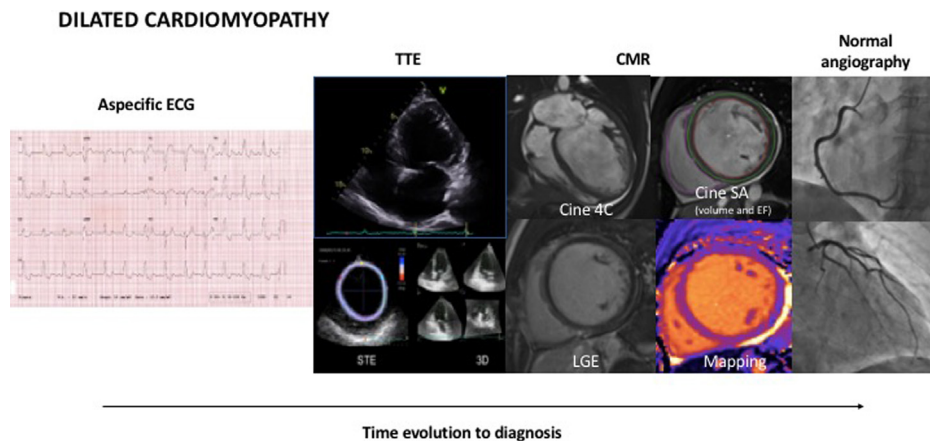 DILATED CARDIOMYOPATHY
Normal
angiography
TTE
CMR
Aspecific ECG
Cine 4C
Cine SA
(volume and EF)
STE
3D
LGE
Mapping
Time evolution to diagnosis